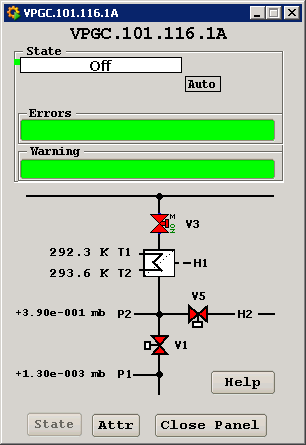 VPGC.101.116.1A
VPGC.101.116.1A
State
Off
Auto
Errors
Warning
MON V3
292.3 K T1
H1
293.6 K T2
V5
+3.90e-001 mb P2 H2
V1
+1.30e-003 mb P1
Help
State Attr Close Panel